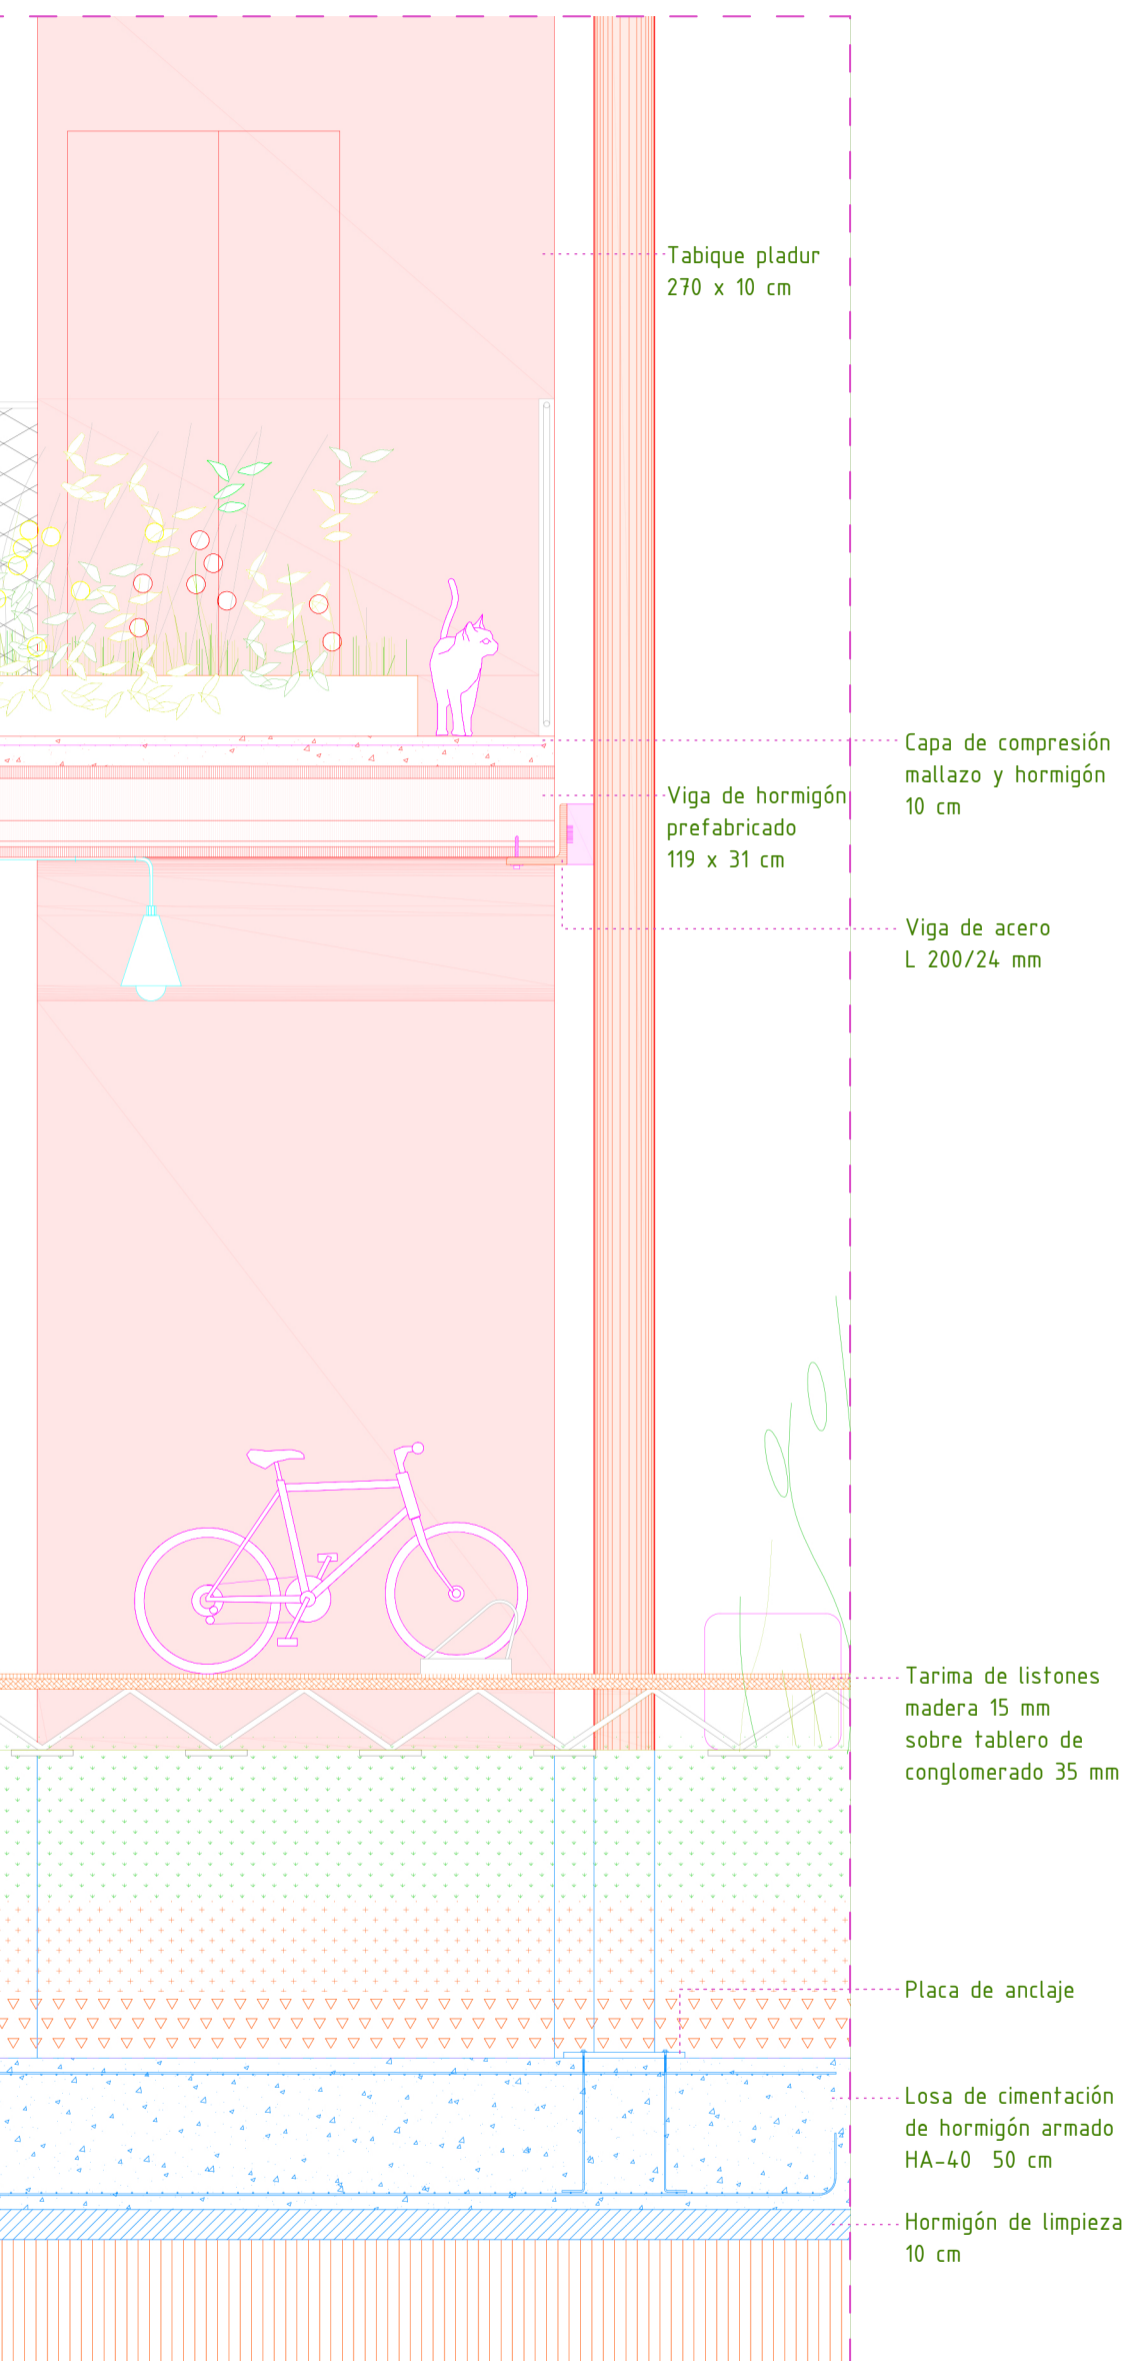 Tabique pladur
270 x 10 cm
Capa de compresión
mallazo y hormigón
10 cm
Viga de hormigón
prefabricado
119 x 31 cm
Viga de acero
L 200/24 mm
Tarima de listones
madera 15 mm
sobre tablero de
conglomerado 35 mm
Placa de anclaje
Losa de cimentación
de hormigón armado
HA-40  50 cm
Hormigón de limpieza
10 cm